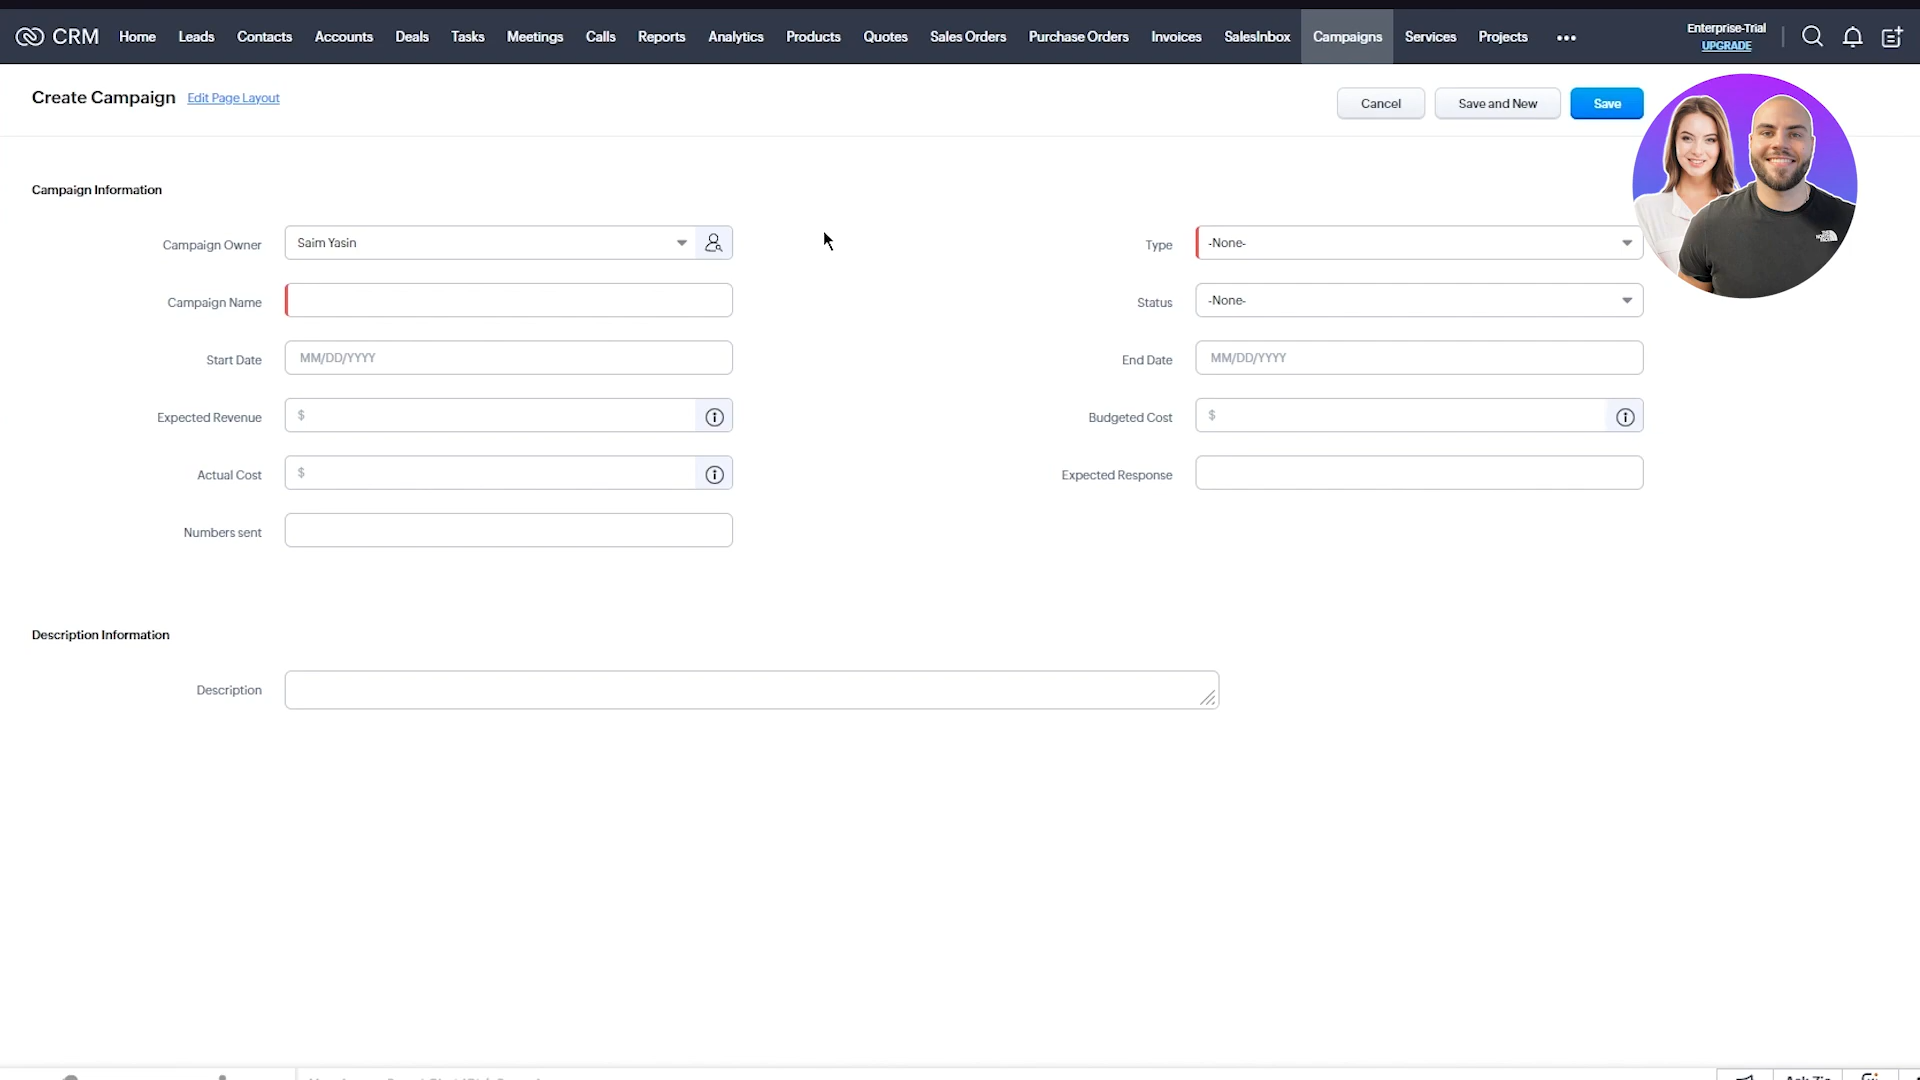 CRM Home Leads Contacts Accounts Deals Tasks Meetings Calls Reports Analytics Products Quotes Sales Orders Purchase Orders Invoices SalesInbox Campaigns Services Projects ••• Enterprise-Trial
UPGRADE
Create Campaign Edit Page Layout Cancel Save and New Save
Campaign Information
Campaign Owner Saim Yasin Type -None-
Campaign Name Status -None-
Start Date MM/DD/YYYY End Date MM/DD/YYYY
Expected Revenue $ Budgeted Cost $
Actual Cost $ Expected Response
Numbers sent
Description Information
Description